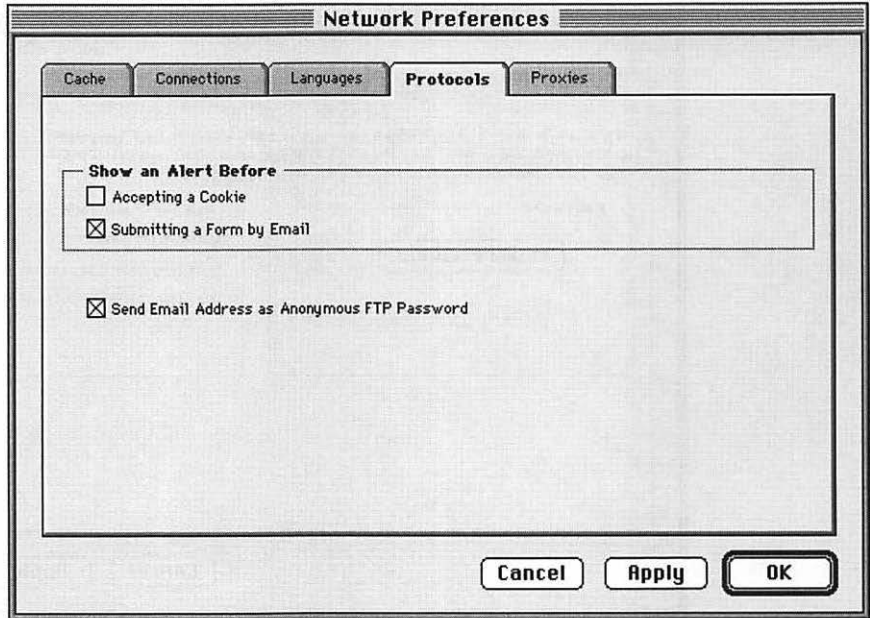 Network Preferences
Cache Connections Languages Protocols Proxies
Show an Alert Before
Accepting a Cookie
Submitting a Form by Email
Send Email Address as Anonymous FTP Password
Cancel Apply OK